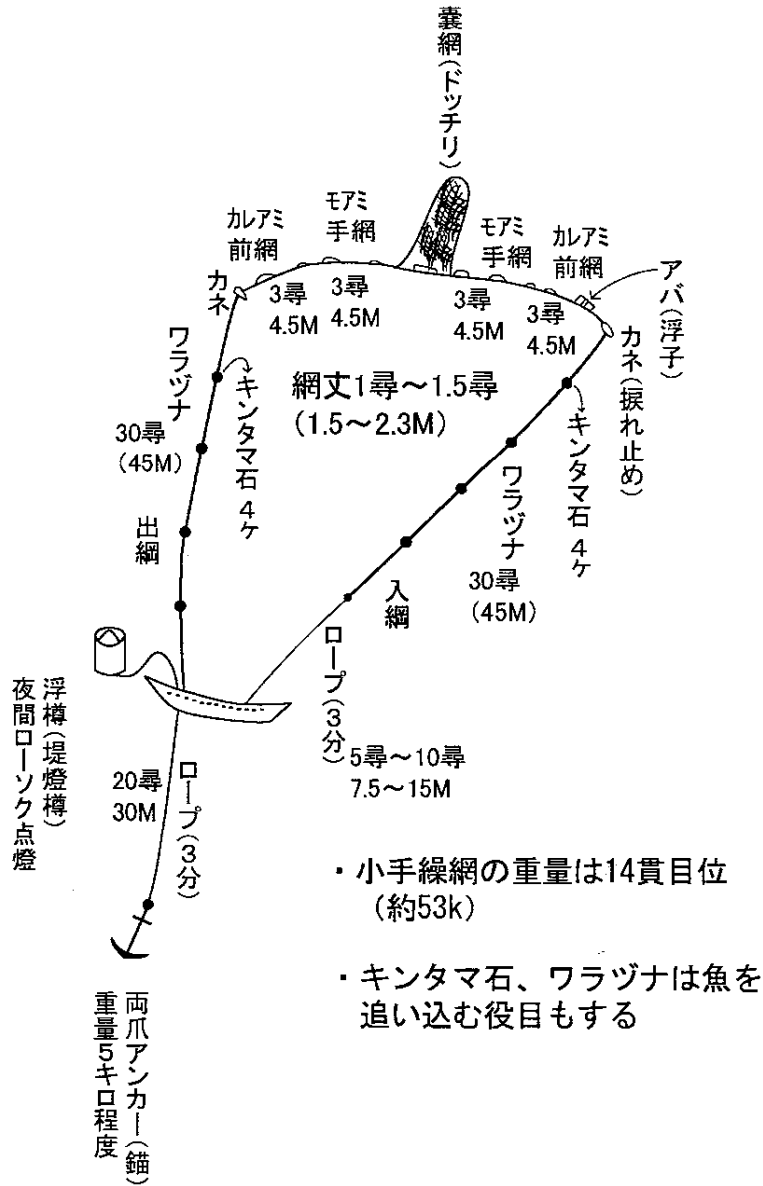 嚢網(ドッチリ)
カレアミ
前網
モアミ
手網
モアミ
手網
カレアミ
前網
アバ(浮子)
カネ
カネ(捩れ止め)
3尋
4.5M
3尋
4.5M
3尋
4.5M
3尋
4.5M
網丈1尋～1.5尋
(1.5～2.3M)
ワラヅナ
30尋
(45M)
キンタマ石 4ヶ
出綱
キンタマ石 4ヶ
ワラヅナ
30尋
(45M)
入綱
ロープ(3分)
5尋～10尋
7.5～15M
浮樽(堤燈樽)
夜間ローソク点燈
20尋
30M
ロープ(3分)
両爪アンカー(錨)
重量5キロ程度
・小手繰網の重量は14貫目位
(約53k)
・キンタマ石、ワラヅナは魚を
追い込む役目もする